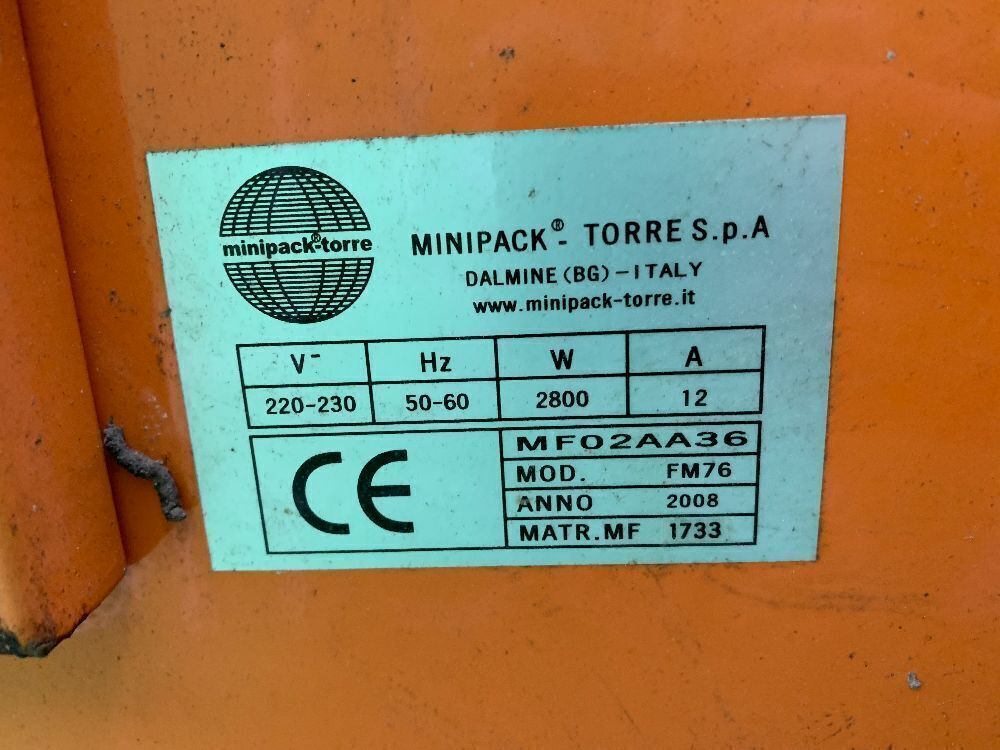 minipack®-torre
MINIPACK®- TORRE S.p.A
DALMINE (BG) - ITALY
www.minipack-torre.it
V~ Hz W A
220-230 50-60 2800 12
CE
MF02AA36
MOD. FM76
ANNO 2008
MATR.MF 1733